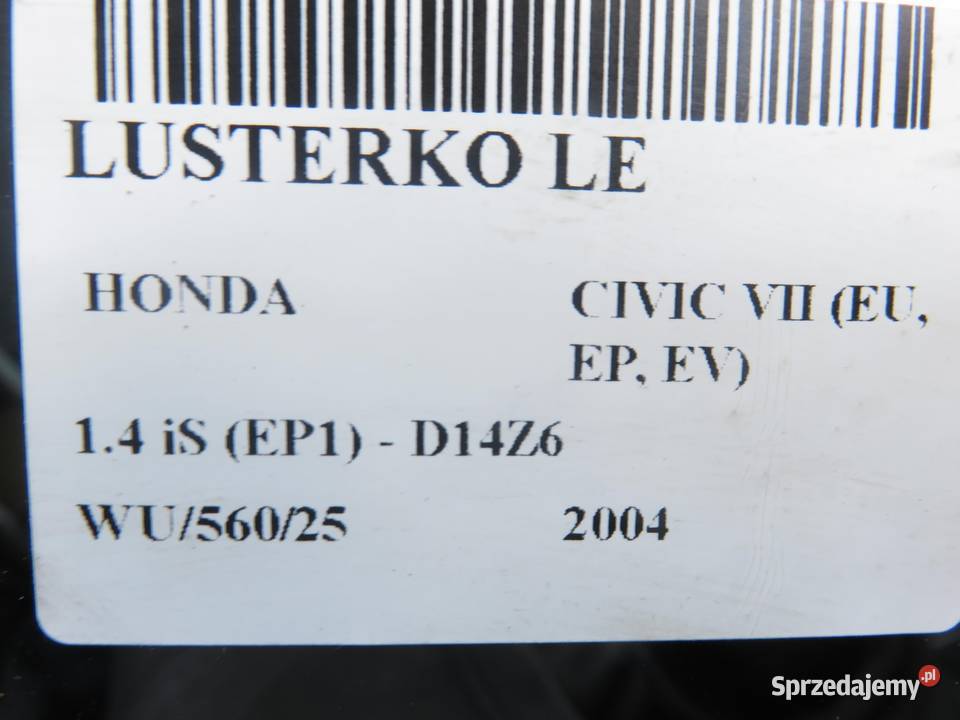 LUSTERKO LE
HONDA CIVIC VII (EU,
EP, EV)
1.4 iS (EP1) - D14Z6
WU/560/25 2004
Sprzedajemy.pl